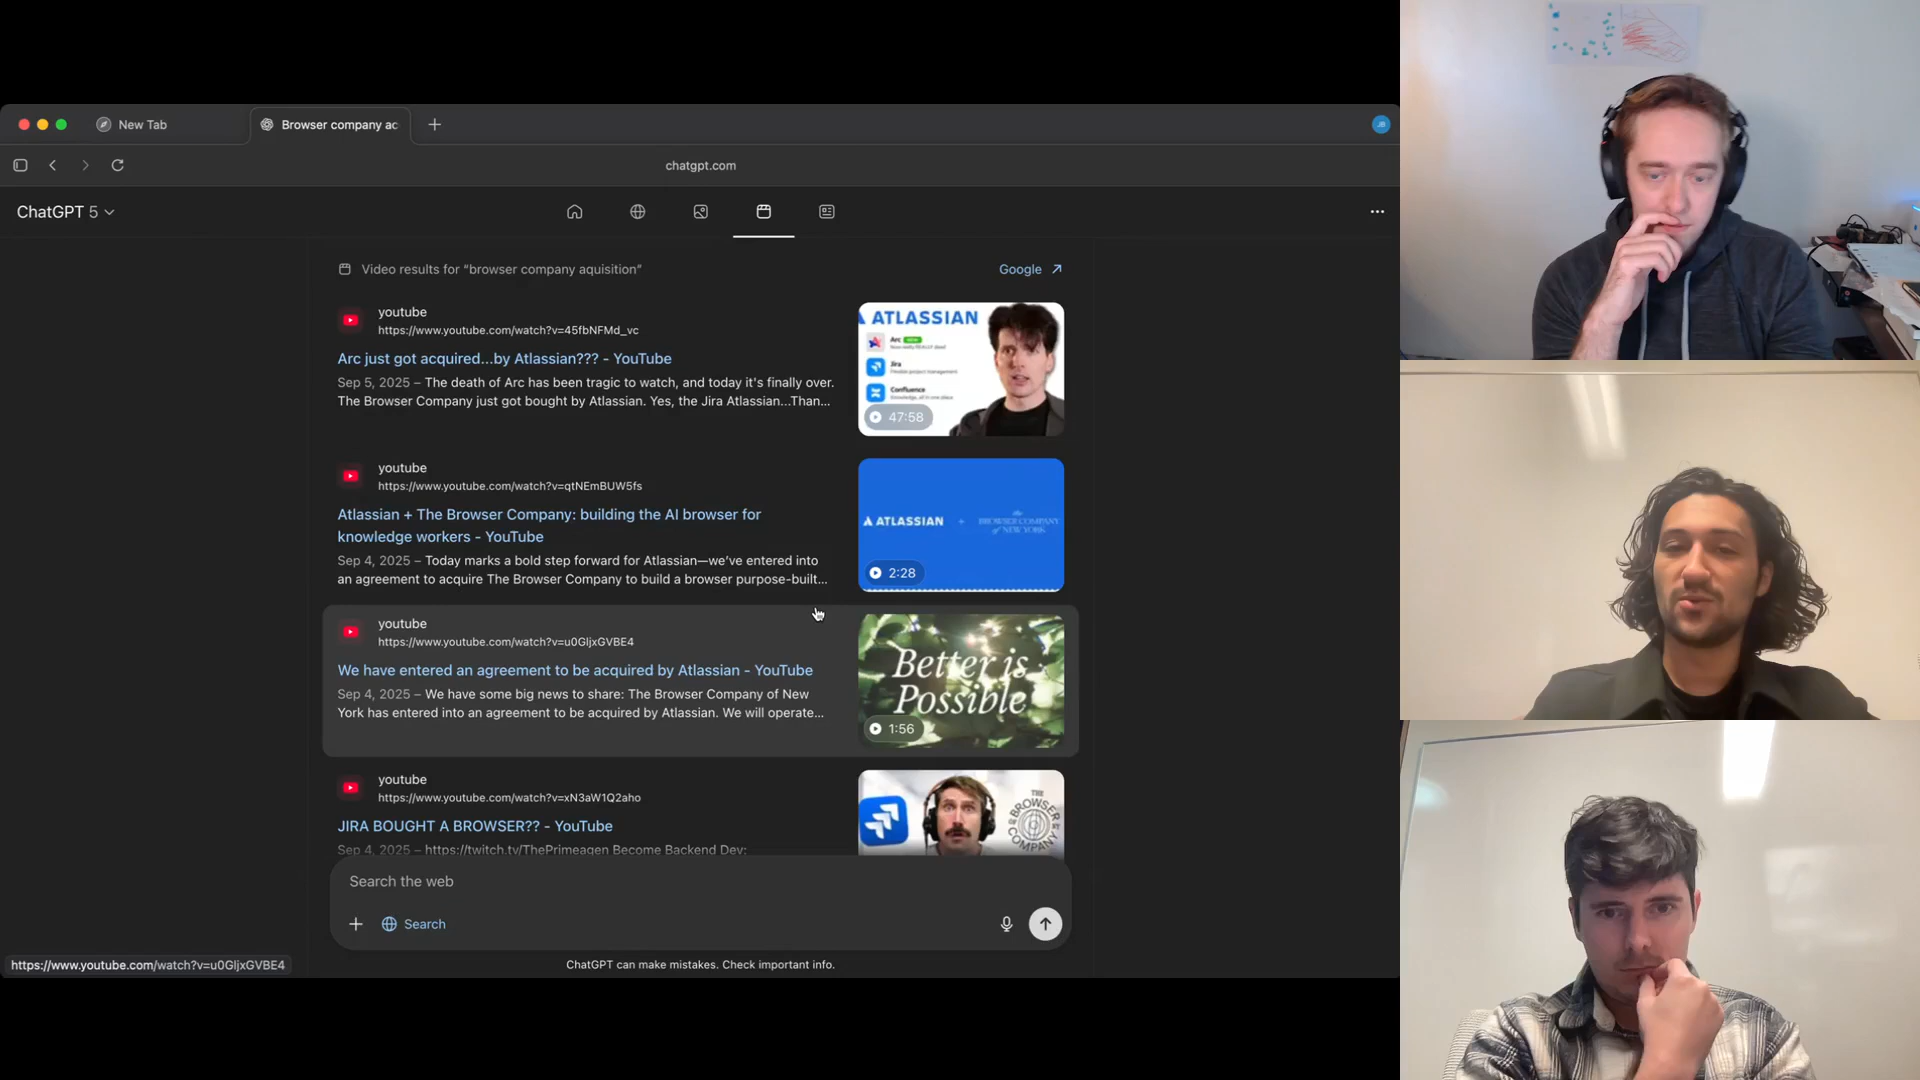 New Tab
Browser company ac
JB
chatgpt.com
ChatGPT 5
Video results for “browser company aquisition”
Google
youtube
https://www.youtube.com/watch?v=45fbNFMd_vc
Arc just got acquired...by Atlassian??? - YouTube
Sep 5, 2025 – The death of Arc has been tragic to watch, and today it's finally over.
The Browser Company just got bought by Atlassian. Yes, the Jira Atlassian...Than...
ATLASSIAN
Arc
Jira
Confluence
47:58
youtube
https://www.youtube.com/watch?v=qtNEmBUW5fs
Atlassian + The Browser Company: building the AI browser for
knowledge workers - YouTube
Sep 4, 2025 – Today marks a bold step forward for Atlassian—we’ve entered into
an agreement to acquire The Browser Company to build a browser purpose-built...
ATLASSIAN + the
BROWSER COMPANY
OF NEW YORK
2:28
youtube
https://www.youtube.com/watch?v=u0GljxGVBE4
We have entered an agreement to be acquired by Atlassian - YouTube
Sep 4, 2025 – We have some big news to share: The Browser Company of New
York has entered into an agreement to be acquired by Atlassian. We will operate...
Better is
Possible
1:56
youtube
https://www.youtube.com/watch?v=xN3aW1Q2aho
JIRA BOUGHT A BROWSER?? - YouTube
Sep 4, 2025 – https://twitch.tv/ThePrimeagen Become Backend Dev:
THE
BROWSER
COMPANY
Search the web
Search
ChatGPT can make mistakes. Check important info.
https://www.youtube.com/watch?v=u0GljxGVBE4